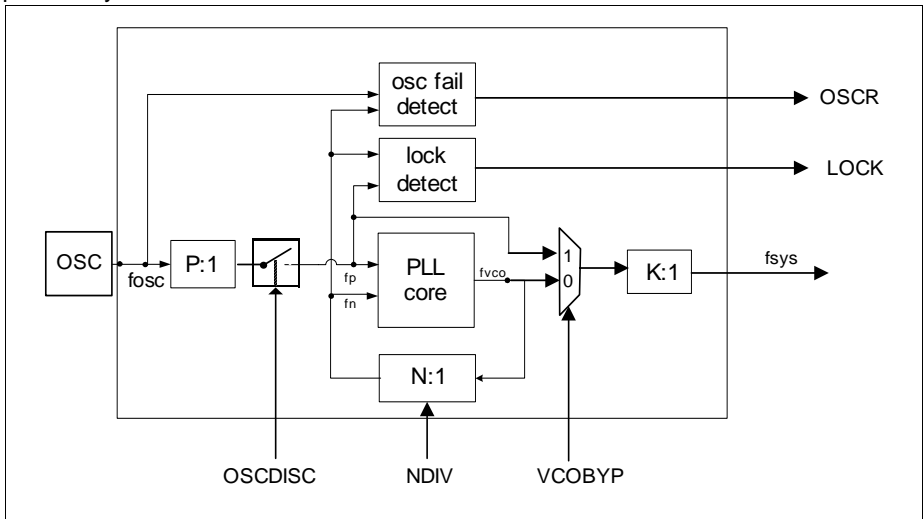 osc fail
detect
OSCR
lock
detect
LOCK
OSC
fosc
P:1
fp
fn
PLL
core
fvco
1
0
K:1
fsys
N:1
OSCDISC
NDIV
VCOBYP